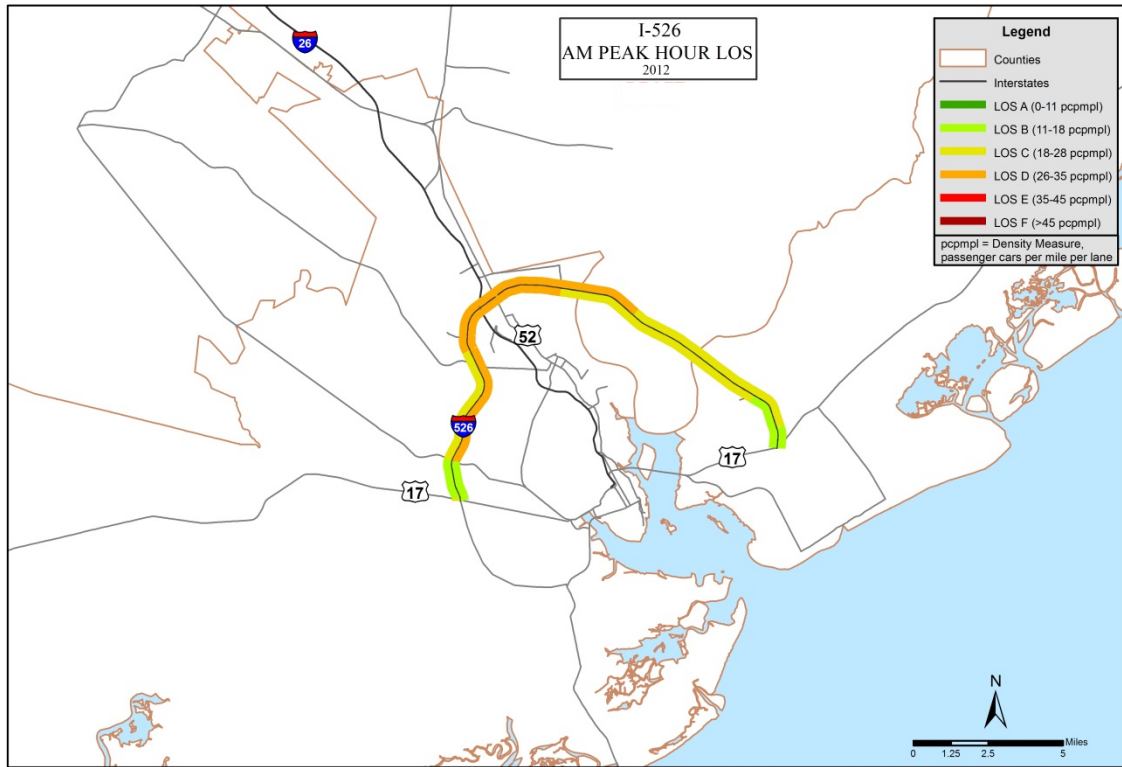 I-526
AM PEAK HOUR LOS
2012
26
52
526
17
17
Legend
Counties
Interstates
LOS A (0-11 pcpmpl)
LOS B (11-18 pcpmpl)
LOS C (18-28 pcpmpl)
LOS D (26-35 pcpmpl)
LOS E (35-45 pcpmpl)
LOS F (>45 pcpmpl)
pcpmpl = Density Measure,
passenger cars per mile per lane
N
Miles
0 1.25 2.5 5